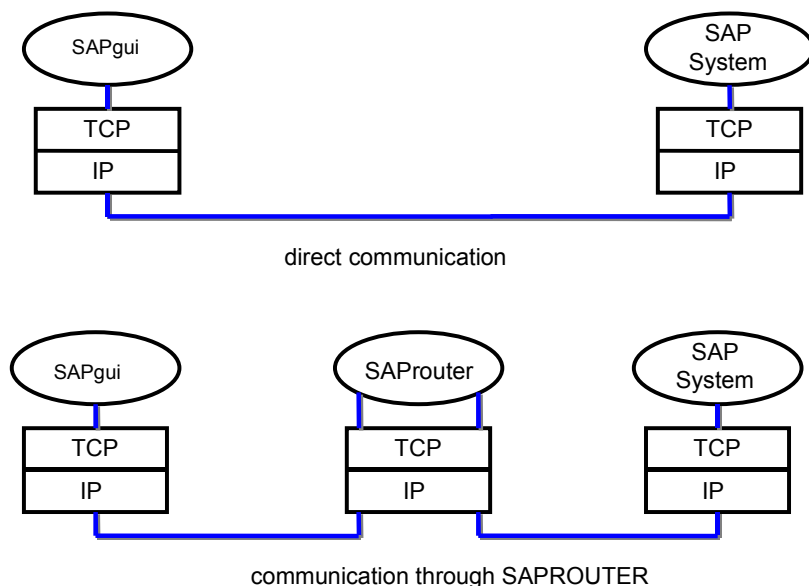 SAPgui
SAP
System
TCP
TCP
IP
IP
direct communication
SAPgui
SAProuter
SAP
System
TCP
TCP
TCP
IP
IP
IP
communication through SAPROUTER